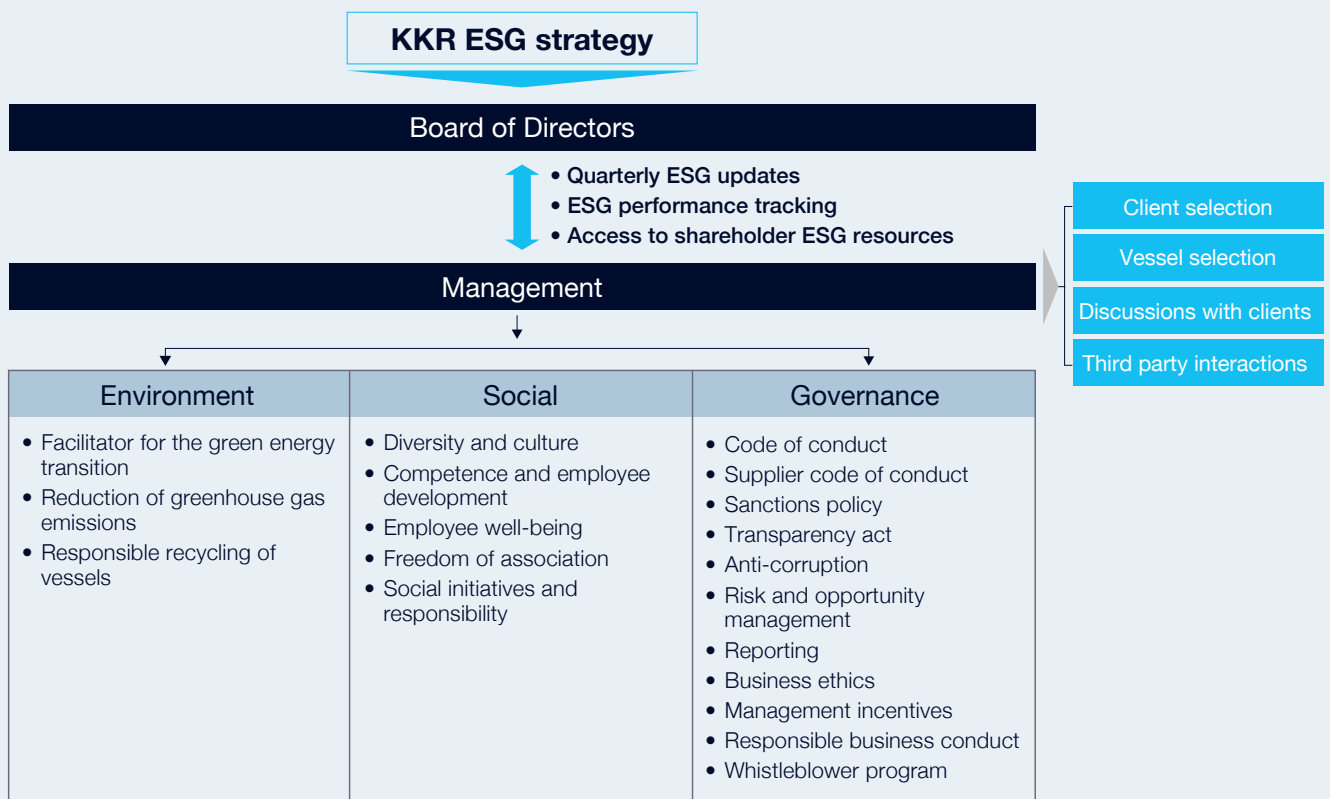 KKR ESG strategy
Board of Directors
• Quarterly ESG updates
• ESG performance tracking
• Access to shareholder ESG resources
Management
Client selection
Vessel selection
Discussions with clients
Third party interactions
Environment
• Facilitator for the green energy
transition
• Reduction of greenhouse gas
emissions
• Responsible recycling of
vessels
Social
• Diversity and culture
• Competence and employee
development
• Employee well-being
• Freedom of association
• Social initiatives and
responsibility
Governance
• Code of conduct
• Supplier code of conduct
• Sanctions policy
• Transparency act
• Anti-corruption
• Risk and opportunity
management
• Reporting
• Business ethics
• Management incentives
• Responsible business conduct
• Whistleblower program